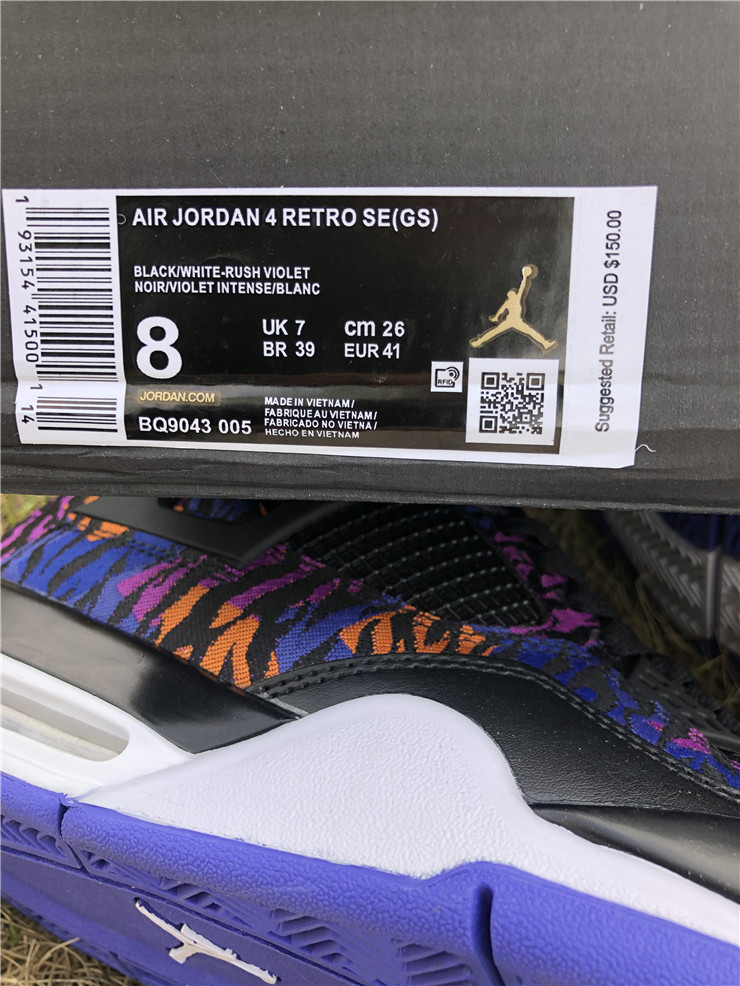 AIR JORDAN 4 RETRO SE(GS)
BLACK/WHITE-RUSH VIOLET
NOIR/VIOLET INTENSE/BLANC
8
UK 7 cm 26
BR 39 EUR 41
RFID
JORDAN.COM
BQ9043 005
MADE IN VIETNAM /
FABRIQUE AU VIETNAM /
FABRICADO NO VIETNA /
HECHO EN VIETNAM
1 93154 41500 1 14
Suggested Retail: USD $150.00